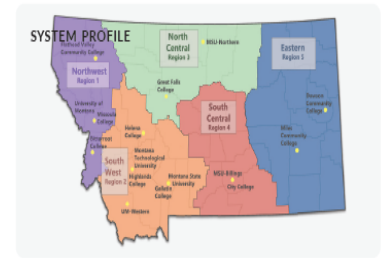 SYSTEM PROFILE
Flathead Valley
Community College
Northwest
Region 1
University of
Montana
Missoula
College
Bitterroot
College
North
Central
Region 3
MSU-Northern
Great Falls
College
Eastern
Region 5
Dawson
Community
College
Miles
Community
College
South
Central
Region 4
MSU-Billings
City College
Helena
College
Montana
Technological
University
Highlands
College
South
West
Region 2
Montana State
University
Gallatin
College
UM-Western